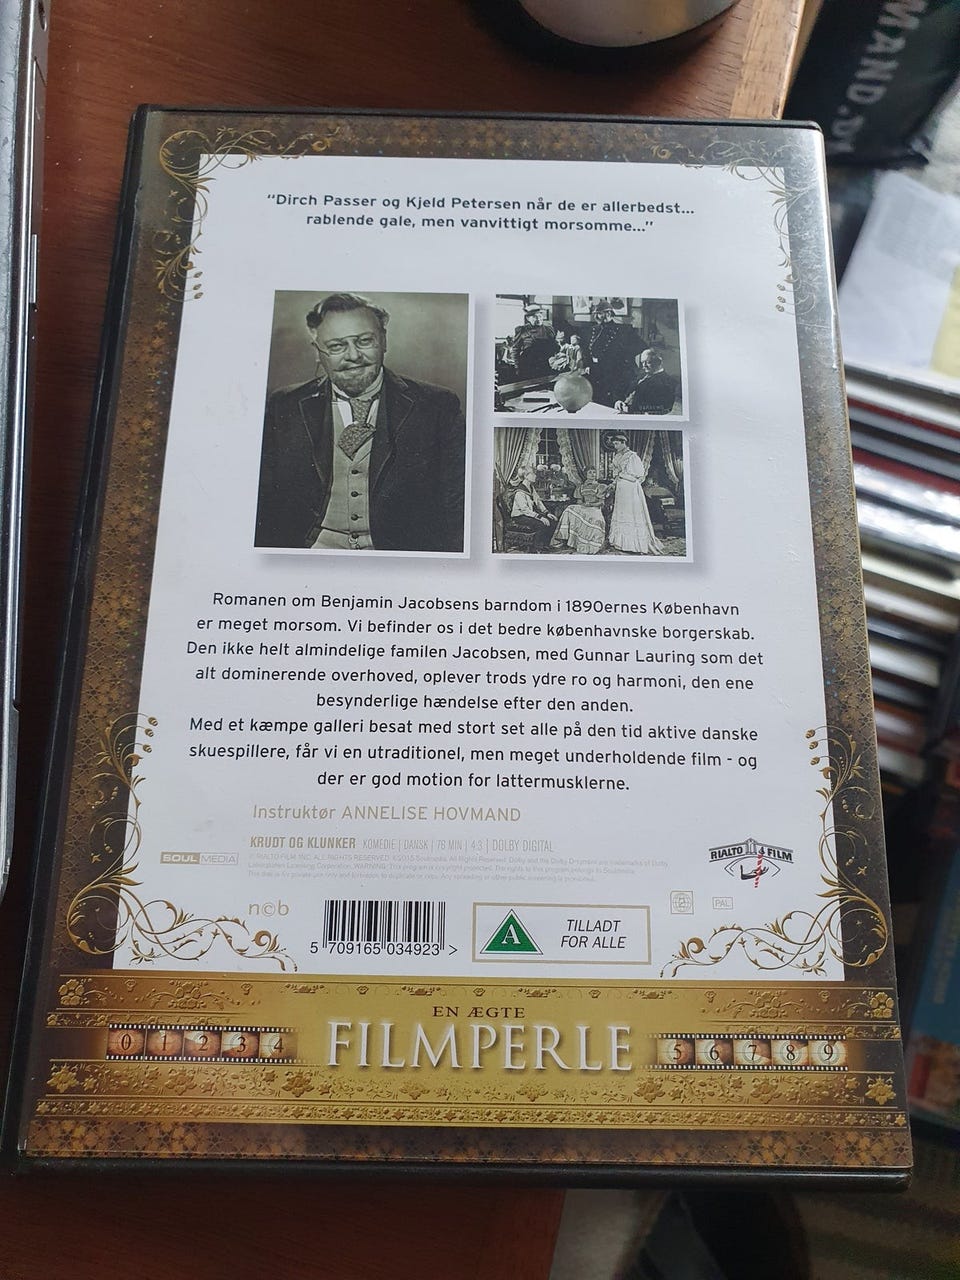 MAND.DK
“Dirch Passer og Kjeld Petersen når de er allerbedst...
rablende gale, men vanvittigt morsomme...”
Romanen om Benjamin Jacobsens barndom i 1890ernes København
er meget morsom. Vi befinder os i det bedre københavnske borgerskab.
Den ikke helt almindelige familen Jacobsen, med Gunnar Lauring som det
alt dominerende overhoved, oplever trods ydre ro og harmoni, den ene
besynderlige hændelse efter den anden.
Med et kæmpe galleri besat med stort set alle på den tid aktive danske
skuespillere, får vi en utraditionel, men meget underholdende film - og
der er god motion for lattermusklerne.
Instruktør ANNELISE HOVMAND
KRUDT OG KLUNKER KOMEDIE | DANSK | 76 MIN | 4:3 | DOLBY DIGITAL
SOUL MEDIA
RIALTO FILM
ncb
5 709165 034923 >
A
TILLADT
FOR ALLE
2
PAL
EN ÆGTE
FILMPERLE
0 1 2 3 4
5 6 7 8 9